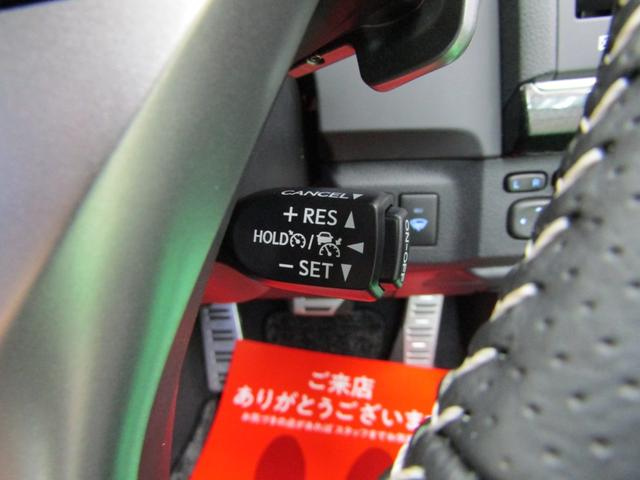 CANCEL▼
+ RES ▲
HOLD / ◀
− SET ▼
ON-OFF
ご来店
ありがとうございま